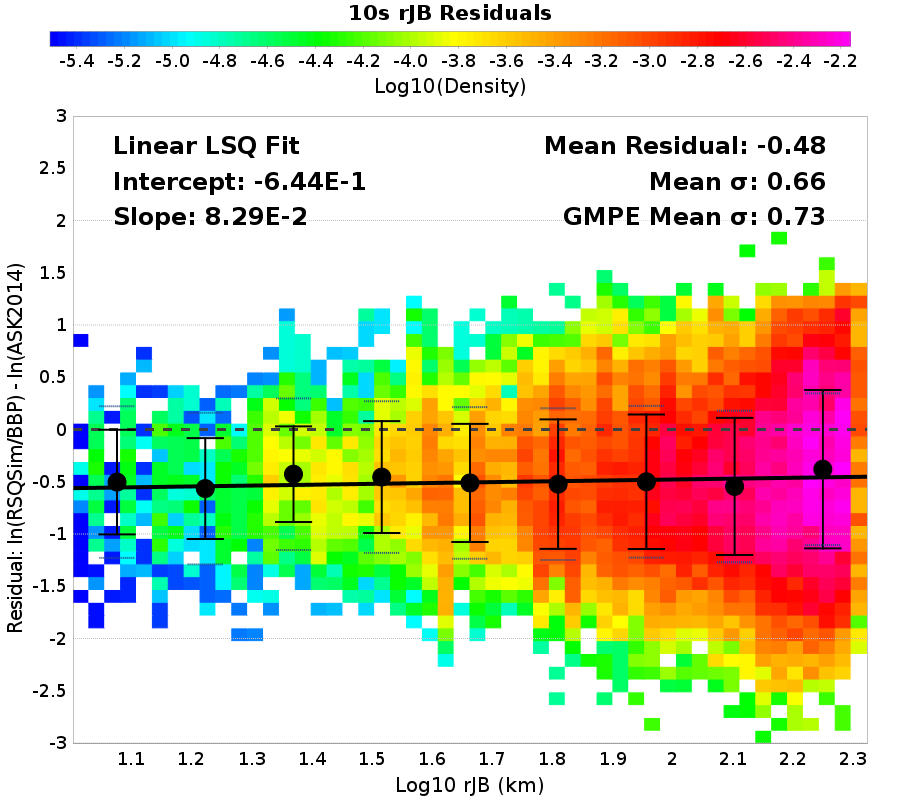 10s rJB Residuals
-5.4 -5.2 -5.0 -4.8 -4.6 -4.4 -4.2 -4.0 -3.8 -3.6 -3.4 -3.2 -3.0 -2.8 -2.6 -2.4 -2.2
Log10(Density)
Linear LSQ Fit
Intercept: -6.44E-1
Slope: 8.29E-2
Mean Residual: -0.48
Mean σ: 0.66
GMPE Mean σ: 0.73
Residual: ln(RSQSim/BBP) - ln(ASK2014)
3
2.5
2
1.5
1
0.5
0
-0.5
-1
-1.5
-2
-2.5
-3
1.1 1.2 1.3 1.4 1.5 1.6 1.7 1.8 1.9 2 2.1 2.2 2.3
Log10 rJB (km)